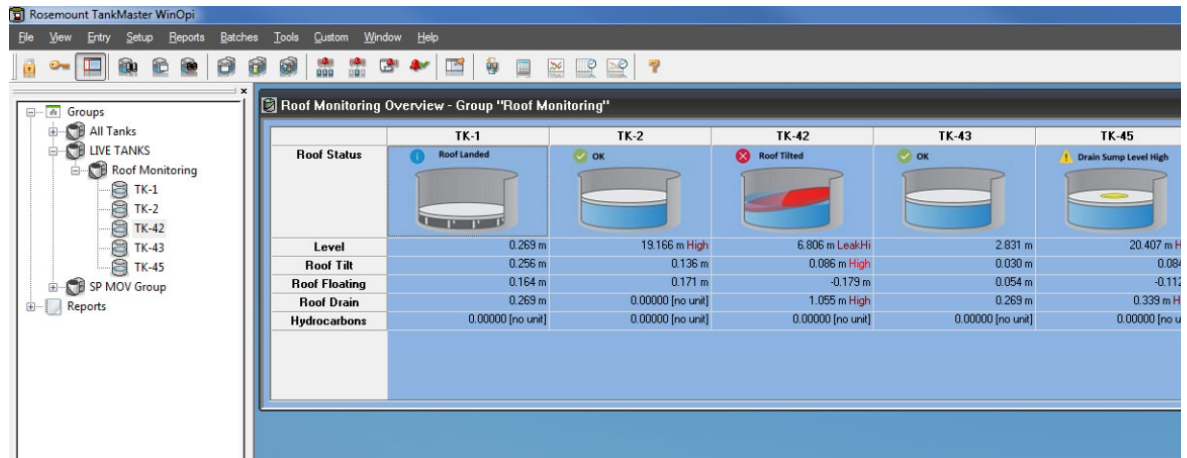 Rosemount TankMaster WinOpi
File View Entry Setup Reports Batches Tools Custom Window Help
Groups
All Tanks
LIVE TANKS
Roof Monitoring
TK-1
TK-2
TK-42
TK-43
TK-45
SP MOV Group
Reports
Roof Monitoring Overview - Group "Roof Monitoring"
TK-1 TK-2 TK-42 TK-43 TK-45
Roof Status Roof Landed OK Roof Tilted OK Drain Sump Level High
Level 0.269 m 19.166 m High 6.806 m LeakHi 2.831 m 20.407 m H
Roof Tilt 0.256 m 0.136 m 0.086 m High 0.030 m 0.084
Roof Floating 0.164 m 0.171 m -0.179 m 0.054 m -0.112
Roof Drain 0.269 m 0.00000 [no unit] 1.055 m High 0.269 m 0.339 m H
Hydrocarbons 0.00000 [no unit] 0.00000 [no unit] 0.00000 [no unit] 0.00000 [no unit] 0.00000 [no u